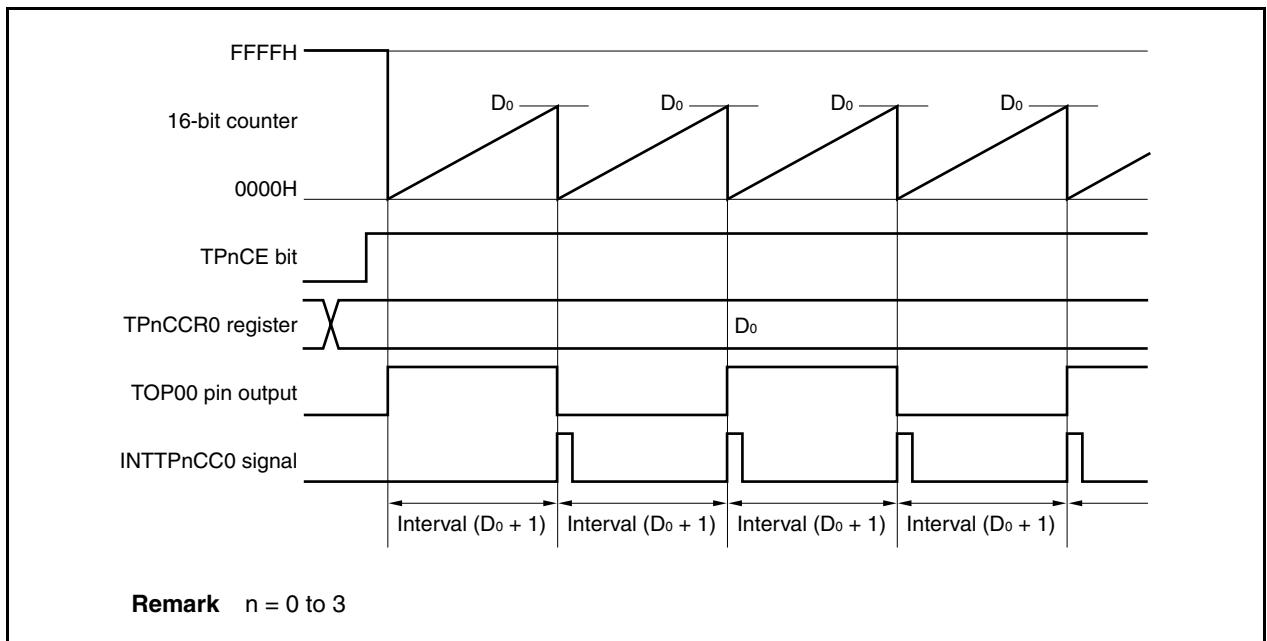 FFFFH
D0 D0 D0 D0
16-bit counter
0000H
TPnCE bit
TPnCCR0 register D0
TOP00 pin output
INTTPnCC0 signal
Interval (D0 + 1) Interval (D0 + 1) Interval (D0 + 1) Interval (D0 + 1)
Remark n = 0 to 3